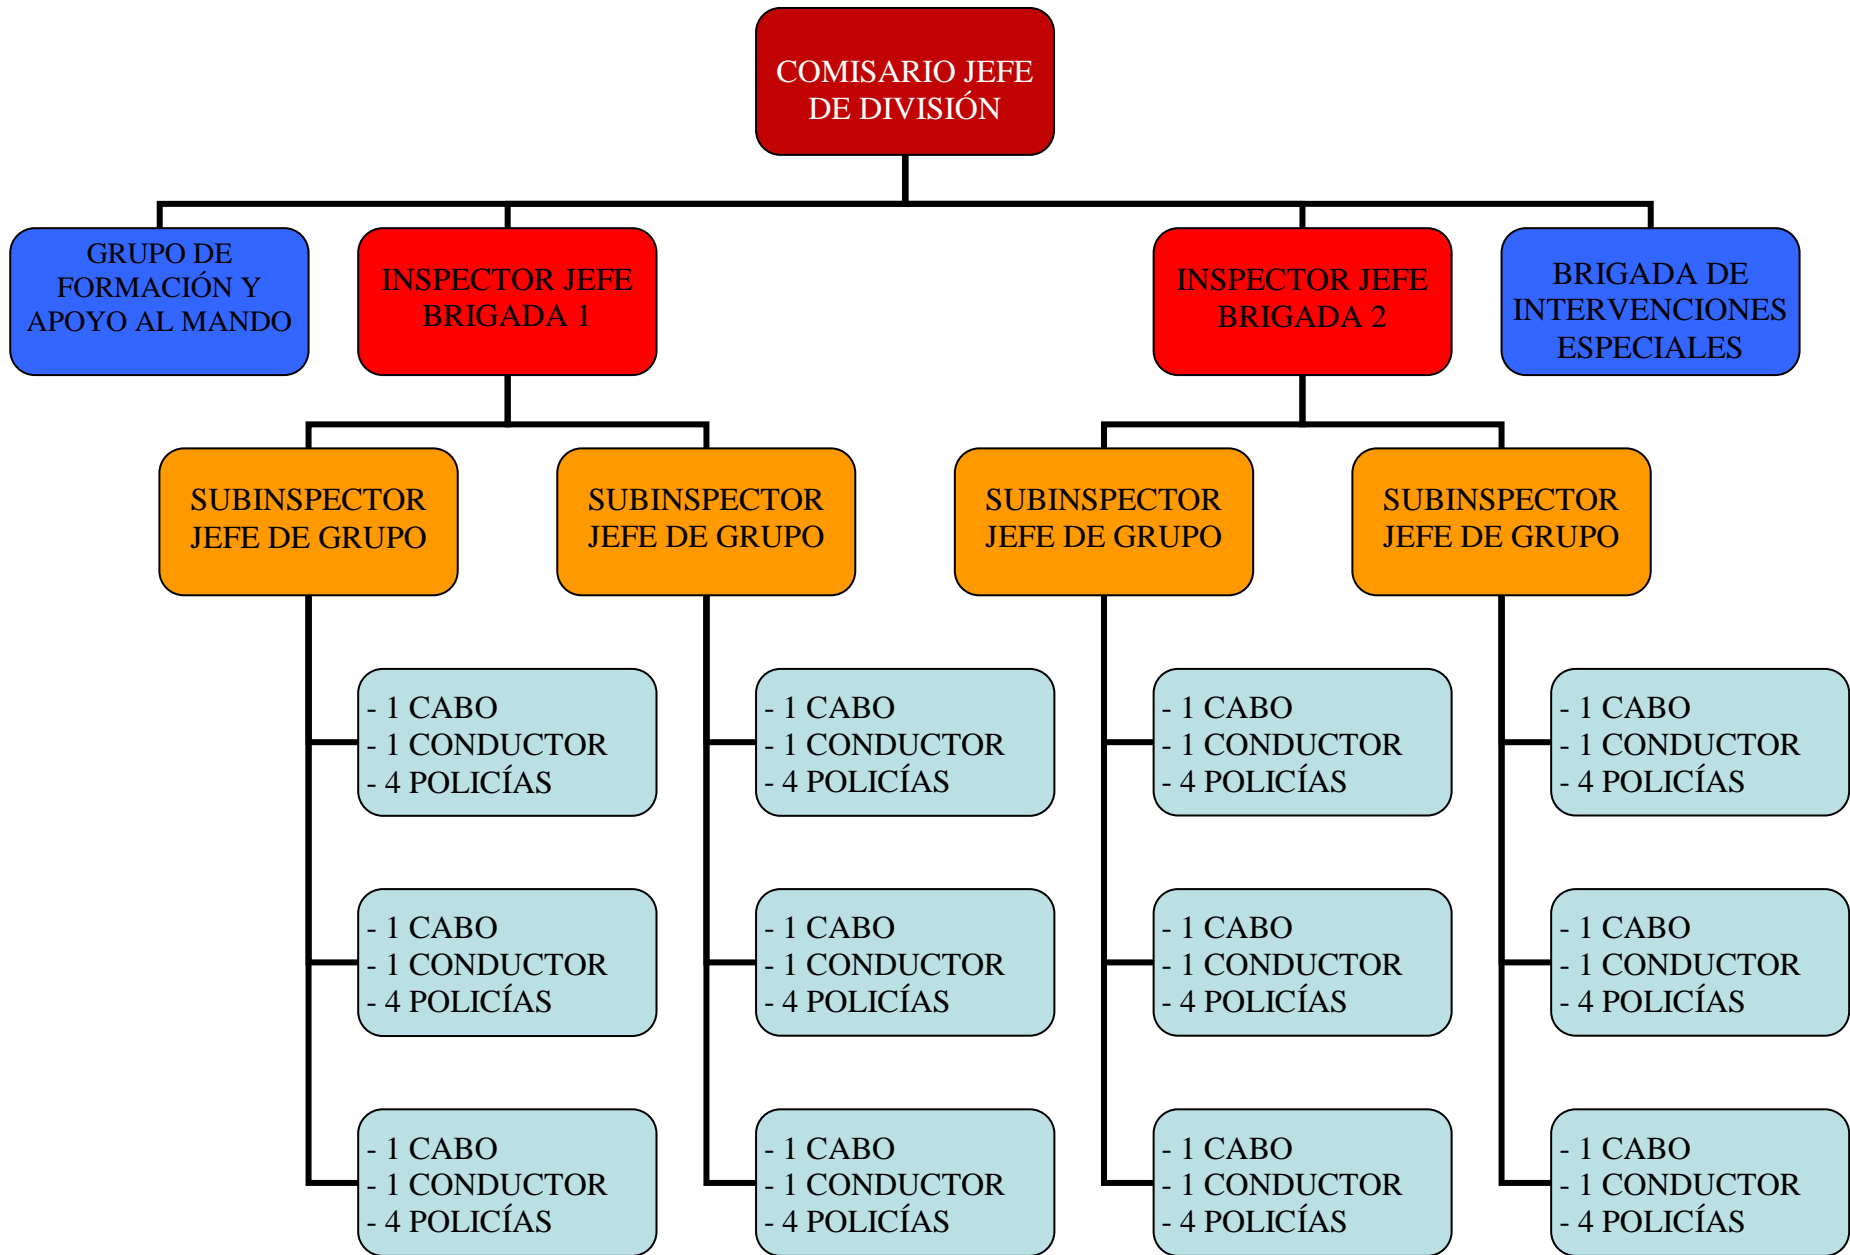 COMISARIO JEFE
DE DIVISIÓN
GRUPO DE
FORMACIÓN Y
APOYO AL MANDO
INSPECTOR JEFE
BRIGADA 1
INSPECTOR JEFE
BRIGADA 2
BRIGADA DE
INTERVENCIONES
ESPECIALES
SUBINSPECTOR
JEFE DE GRUPO
SUBINSPECTOR
JEFE DE GRUPO
SUBINSPECTOR
JEFE DE GRUPO
SUBINSPECTOR
JEFE DE GRUPO
- 1 CABO
- 1 CONDUCTOR
- 4 POLICÍAS
- 1 CABO
- 1 CONDUCTOR
- 4 POLICÍAS
- 1 CABO
- 1 CONDUCTOR
- 4 POLICÍAS
- 1 CABO
- 1 CONDUCTOR
- 4 POLICÍAS
- 1 CABO
- 1 CONDUCTOR
- 4 POLICÍAS
- 1 CABO
- 1 CONDUCTOR
- 4 POLICÍAS
- 1 CABO
- 1 CONDUCTOR
- 4 POLICÍAS
- 1 CABO
- 1 CONDUCTOR
- 4 POLICÍAS
- 1 CABO
- 1 CONDUCTOR
- 4 POLICÍAS
- 1 CABO
- 1 CONDUCTOR
- 4 POLICÍAS
- 1 CABO
- 1 CONDUCTOR
- 4 POLICÍAS
- 1 CABO
- 1 CONDUCTOR
- 4 POLICÍAS